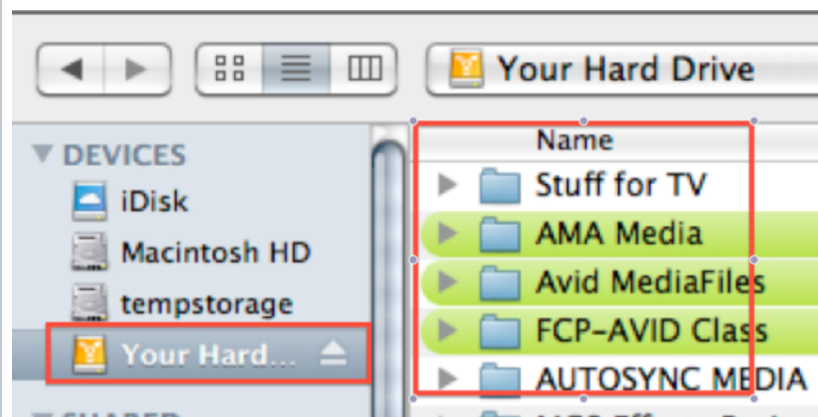 Your Hard Drive
DEVICES
iDisk
Macintosh HD
tempstorage
Your Hard...
SHARED
Name
Stuff for TV
AMA Media
Avid MediaFiles
FCP-AVID Class
AUTOSYNC MEDIA